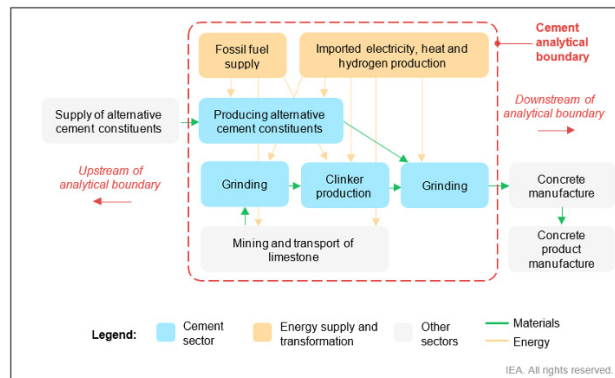 Fossil fuel
supply
Imported electricity, heat and
hydrogen production
Cement
analytical
boundary
Supply of alternative
cement constituents
Producing alternative
cement constituents
Downstream of
analytical boundary
Upstream of
analytical boundary
Grinding
Clinker
production
Grinding
Concrete
manufacture
Mining and transport of
limestone
Concrete
product
manufacture
Legend:
Cement
sector
Energy supply and
transformation
Other
sectors
Materials
Energy
IEA. All rights reserved.